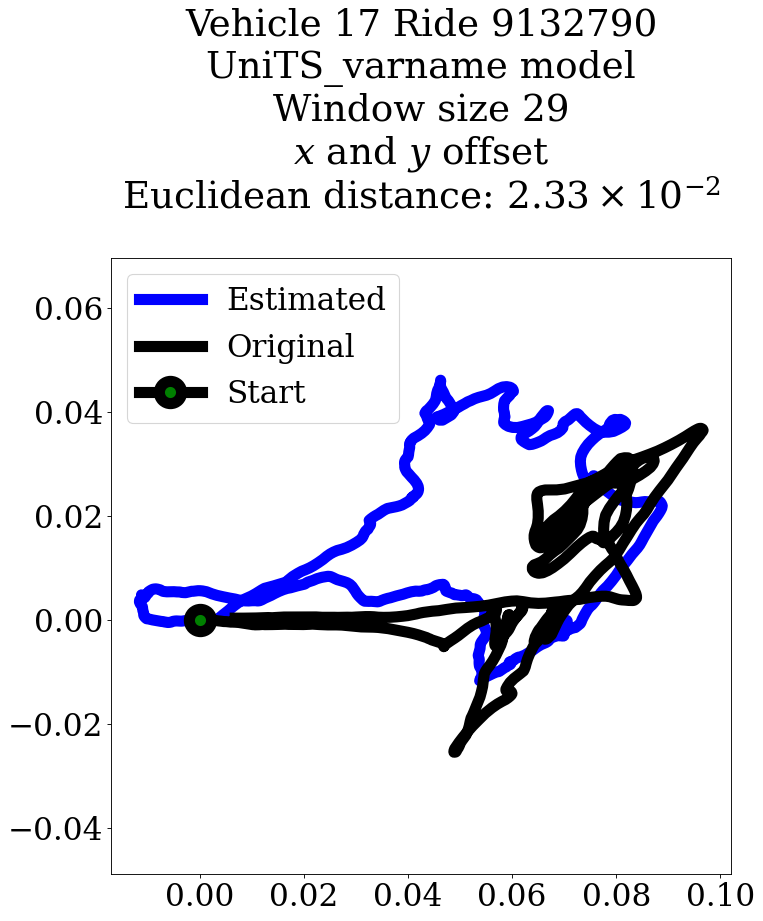 Vehicle 17 Ride 9132790
UniTS_varname model
Window size 29
x and y offset
Euclidean distance: 2.33 × 10⁻²
Estimated
Original
Start
0.06
0.04
0.02
0.00
−0.02
−0.04
0.00 0.02 0.04 0.06 0.08 0.10